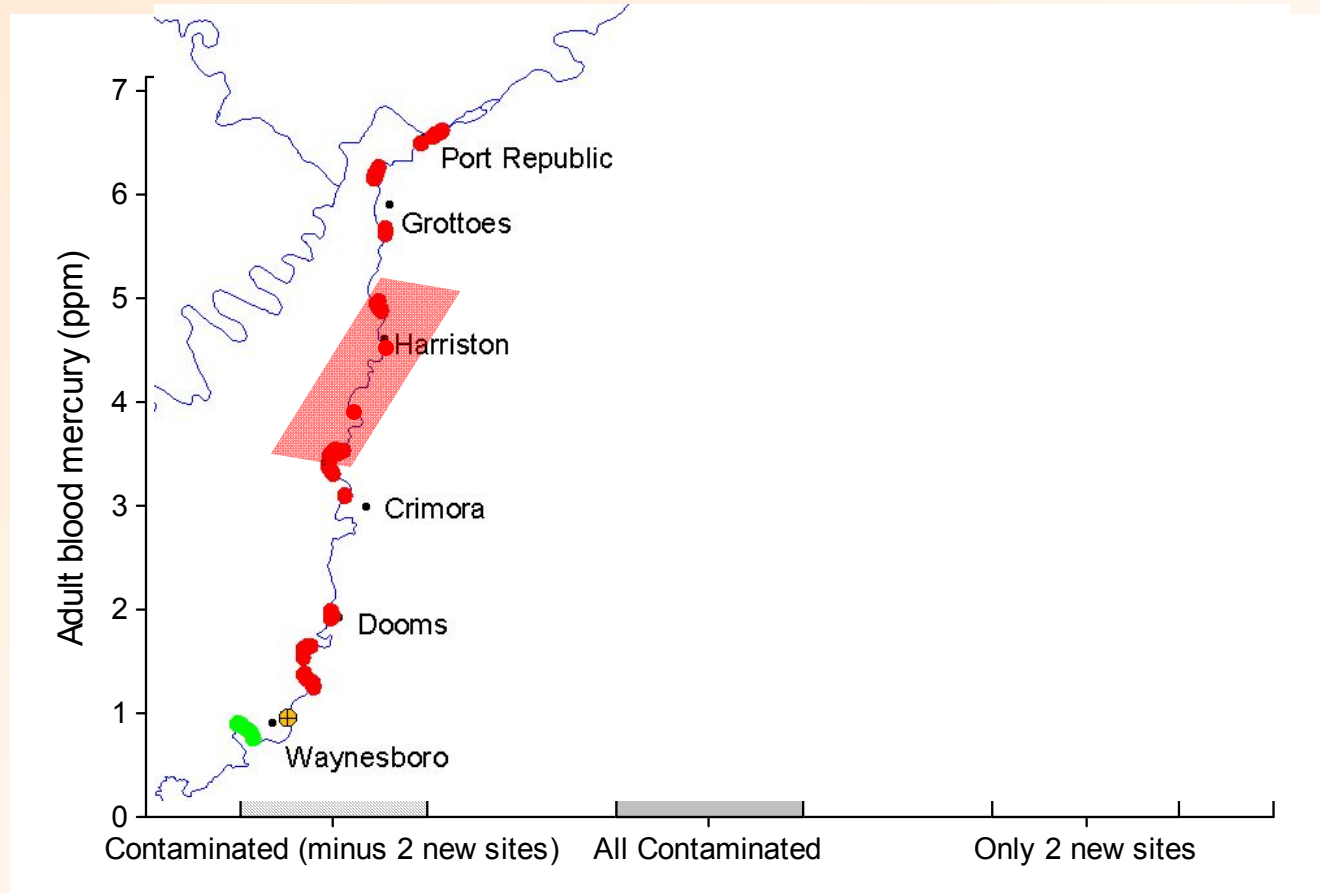 Adult blood mercury (ppm)
7
6
5
4
3
2
1
0
Port Republic
Grottoes
Harriston
Crimora
Dooms
Waynesboro
Contaminated (minus 2 new sites)
All Contaminated
Only 2 new sites